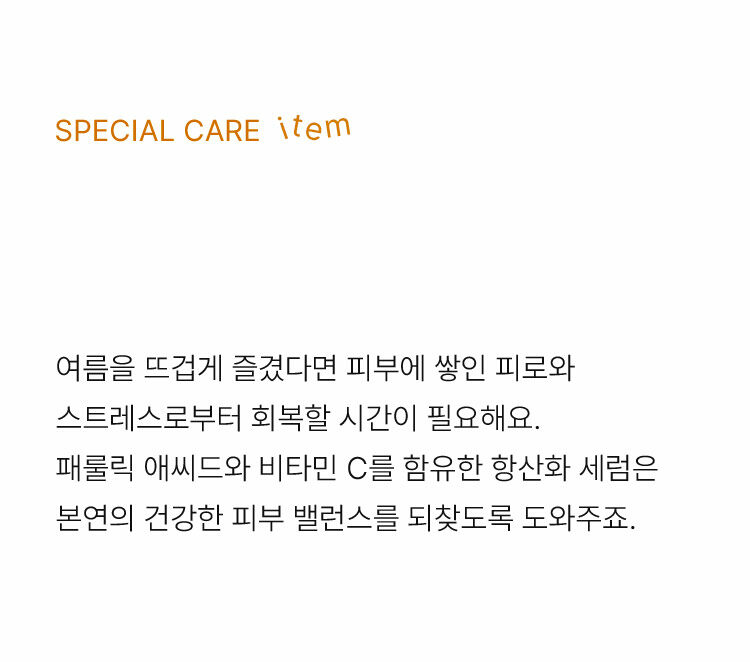 SPECIAL CARE item
여름을 뜨겁게 즐겼다면 피부에 쌓인 피로와
스트레스로부터 회복할 시간이 필요해요.
패룰릭 애씨드와 비타민 C를 함유한 항산화 세럼은
본연의 건강한 피부 밸런스를 되찾도록 도와주죠.